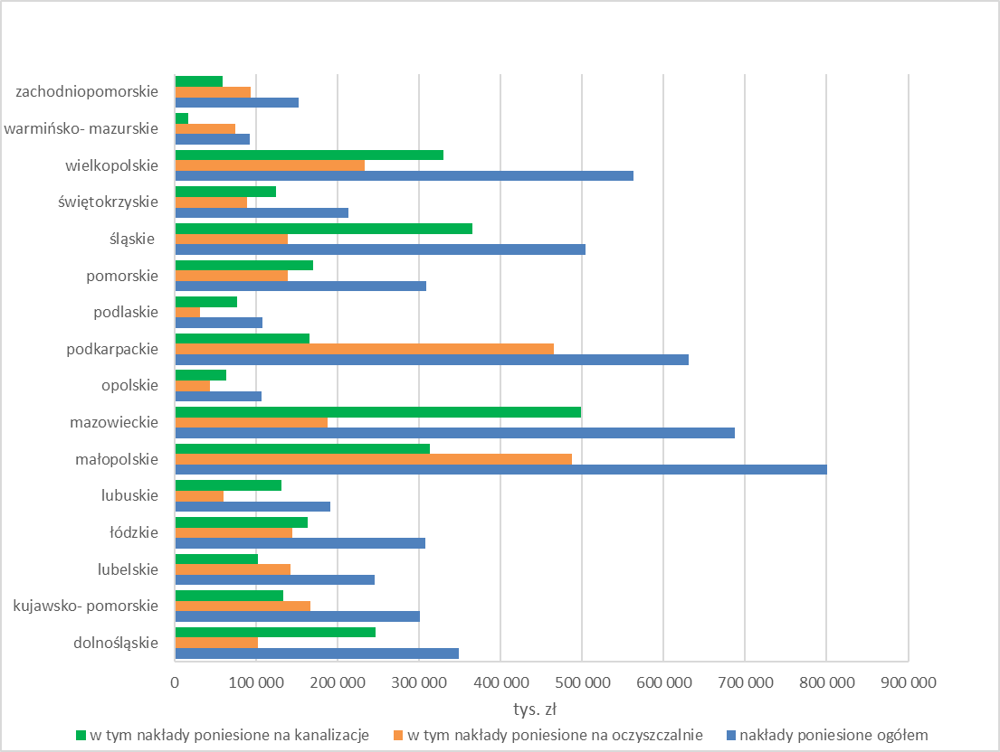 zachodniopomorskie
warmińsko- mazurskie
wielkopolskie
świętokrzyskie
śląskie
pomorskie
podlaskie
podkarpackie
opolskie
mazowieckie
małopolskie
lubuskie
łódzkie
lubelskie
kujawsko- pomorskie
dolnośląskie
0 100 000 200 000 300 000 400 000 500 000 600 000 700 000 800 000 900 000
tys. zł
w tym nakłady poniesione na kanalizacje w tym nakłady poniesione na oczyszczalnie nakłady poniesione ogółem